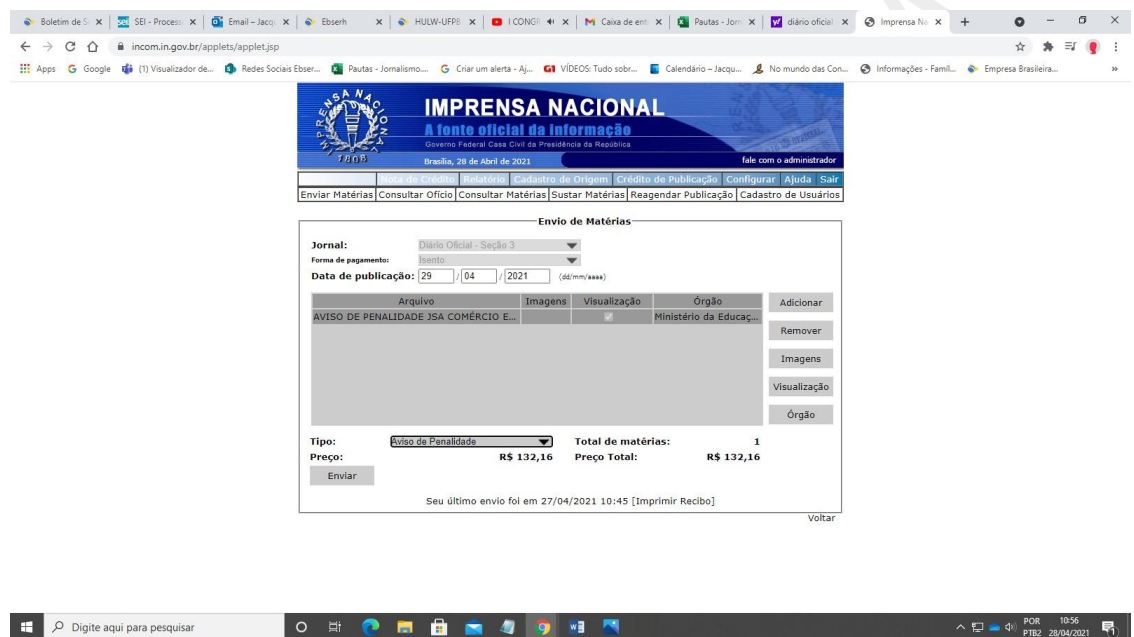 Boletim de S
SEI - Process
Email – Jacq
Ebserh
HULW-UFPB
I CONGR
Caixa de ent
Pautas - Jorn
diário oficial
Imprensa Na
incom.in.gov.br/applets/applet.jsp
Apps
Google
(1) Visualizador de...
Redes Sociais Ebser...
Pautas - Jornalismo....
Criar um alerta - Aj...
VÍDEOS: Tudo sobr...
Calendário – Jacqu...
No mundo das Con...
Informações - Famíl...
Empresa Brasileira...
IMPRENSA NACIONAL
1808
IMPRENSA NACIONAL
A fonte oficial da informação
Governo Federal Casa Civil da Presidência da República
Brasília, 28 de Abril de 2021
fale com o administrador
Nota de Crédito Relatório Cadastro de Origem Crédito de Publicação Configurar Ajuda Sair
Enviar Matérias Consultar Ofício Consultar Matérias Sustar Matérias Reagendar Publicação Cadastro de Usuários
Envio de Matérias
Jornal: Diário Oficial - Seção 3
Forma de pagamento: Isento
Data de publicação: 29 / 04 / 2021 (dd/mm/aaaa)
Arquivo Imagens Visualização Órgão
AVISO DE PENALIDADE JSA COMÉRCIO E... Ministério da Educaç...
Adicionar
Remover
Imagens
Visualização
Órgão
Tipo: Aviso de Penalidade Total de matérias: 1
Preço: R$ 132,16 Preço Total: R$ 132,16
Enviar
Seu último envio foi em 27/04/2021 10:45 [Imprimir Recibo]
Voltar
Digite aqui para pesquisar
POR 10:56
PTB2 28/04/2021